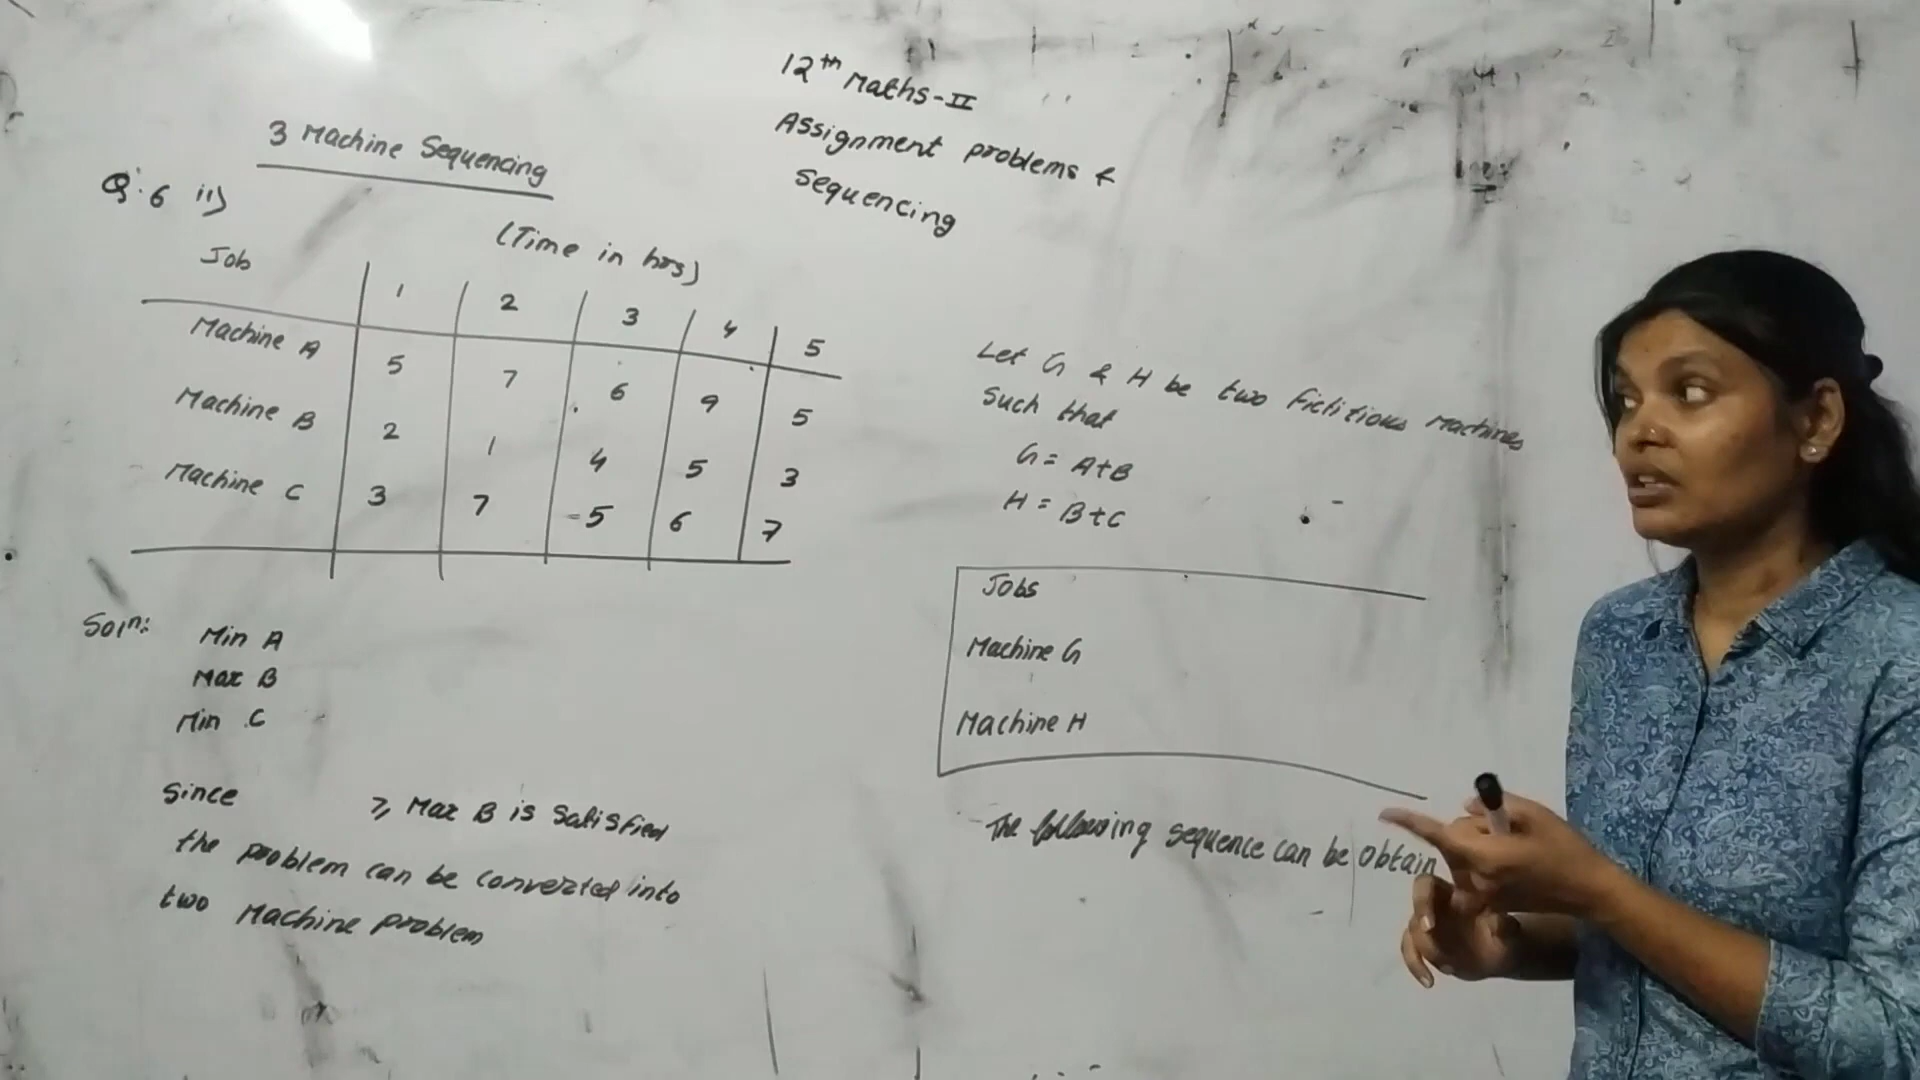 12th Maths-II
Assignment problems &
Sequencing
3 Machine Sequencing
Q.6 ii)
(Time in hrs)
Job 1 2 3 4 5
Machine A 5 7 6 9 5
Machine B 2 1 4 5 3
Machine C 3 7 5 6 7
Soln:
Min A
Max B
Min C
Since ≥ Max B is Satisfied
the problem can be converted into
two Machine problem
Let G & H be two fictitious Machines
Such that
G = A+B
H = B+C
Jobs
Machine G
Machine H
The following sequence can be obtain